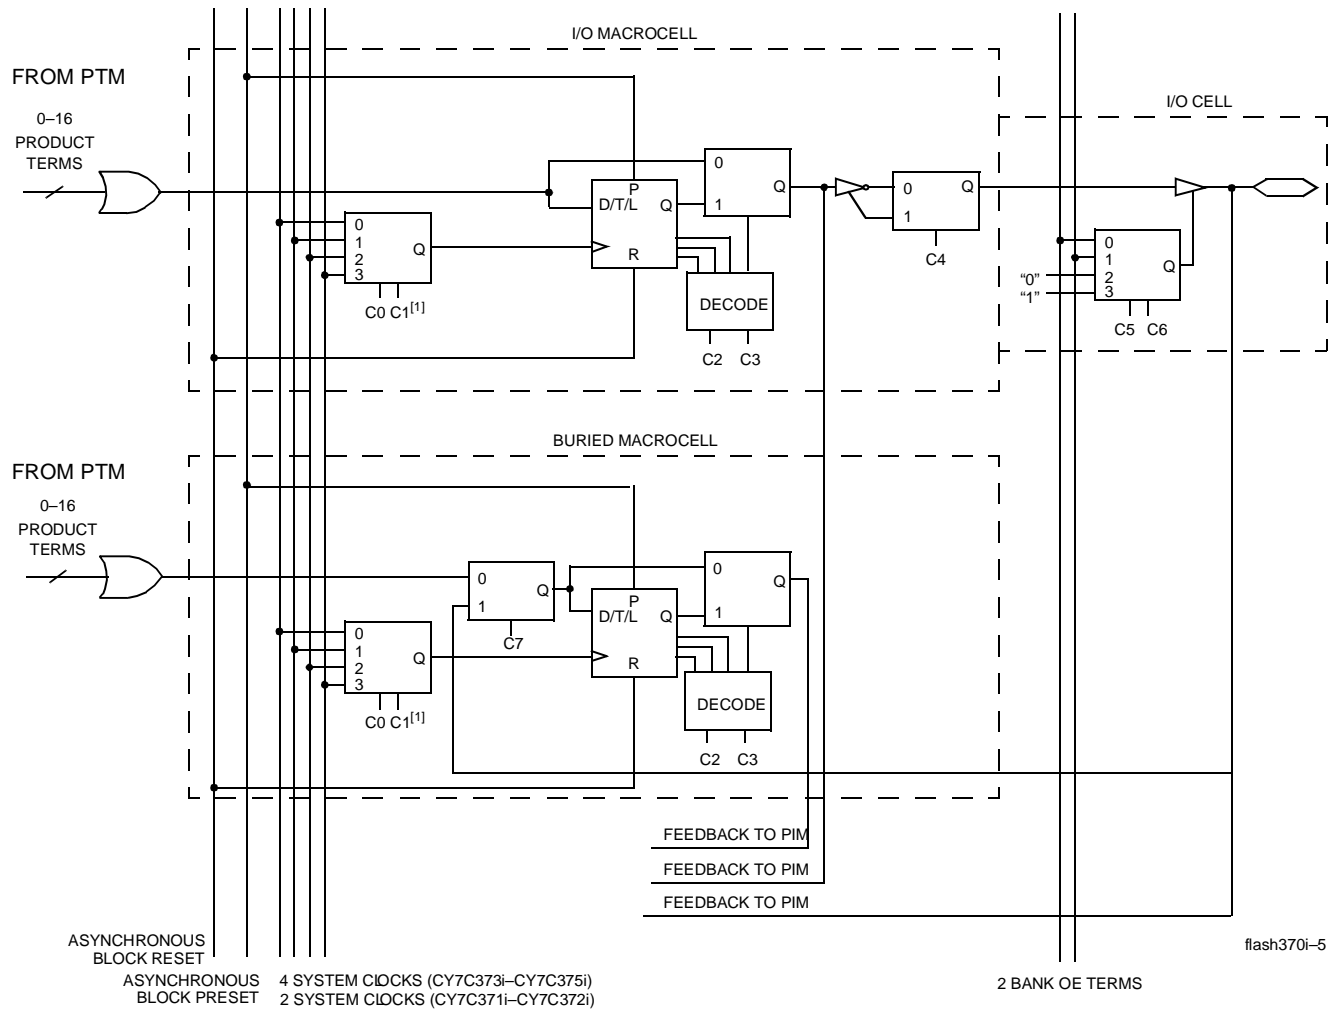 I/O MACROCELL
FROM PTM
0–16
PRODUCT
TERMS
I/O CELL
0
1
2
3
Q
C0 C1[1]
P
D/T/L
Q
R
0
1
Q
DECODE
C2 C3
0
1
Q
C4
"0"
"1"
0
1
2
3
Q
C5 C6
BURIED MACROCELL
FROM PTM
0–16
PRODUCT
TERMS
0
1
Q
C7
0
1
2
3
Q
C0 C1[1]
P
D/T/L
Q
R
0
1
Q
DECODE
C2 C3
FEEDBACK TO PIM
FEEDBACK TO PIM
FEEDBACK TO PIM
ASYNCHRONOUS
BLOCK RESET
ASYNCHRONOUS
BLOCK PRESET
4 SYSTEM CLOCKS (CY7C373i–CY7C375i)
2 SYSTEM CLOCKS (CY7C371i–CY7C372i)
2 BANK OE TERMS
flash370i–5